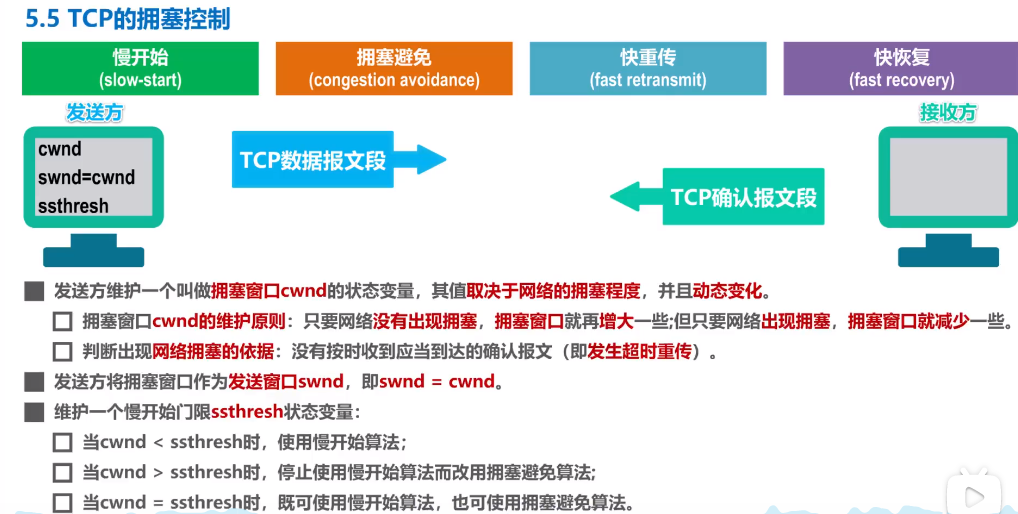 5.5 TCP的拥塞控制
慢开始
(slow-start)
拥塞避免
(congestion avoidance)
快重传
(fast retransmit)
快恢复
(fast recovery)
发送方
接收方
cwnd
swnd=cwnd
ssthresh
TCP数据报文段
TCP确认报文段
发送方维护一个叫做拥塞窗口cwnd的状态变量，其值取决于网络的拥塞程度，并且动态变化。
拥塞窗口cwnd的维护原则：只要网络没有出现拥塞，拥塞窗口就再增大一些;但只要网络出现拥塞，拥塞窗口就减少一些。
判断出现网络拥塞的依据：没有按时收到应当到达的确认报文（即发生超时重传）。
发送方将拥塞窗口作为发送窗口swnd，即swnd = cwnd。
维护一个慢开始门限ssthresh状态变量：
当cwnd < ssthresh时，使用慢开始算法；
当cwnd > ssthresh时，停止使用慢开始算法而改用拥塞避免算法;
当cwnd = ssthresh时，既可使用慢开始算法，也可使用拥塞避免算法。